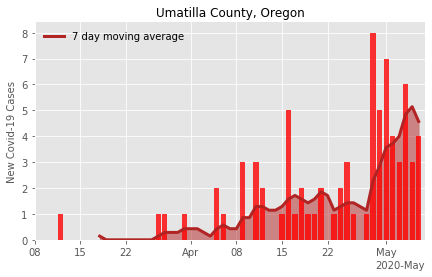 Umatilla County, Oregon
7 day moving average
New Covid-19 Cases
8
7
6
5
4
3
2
1
0
08 15 22 Apr 08 15 22 May
2020-May